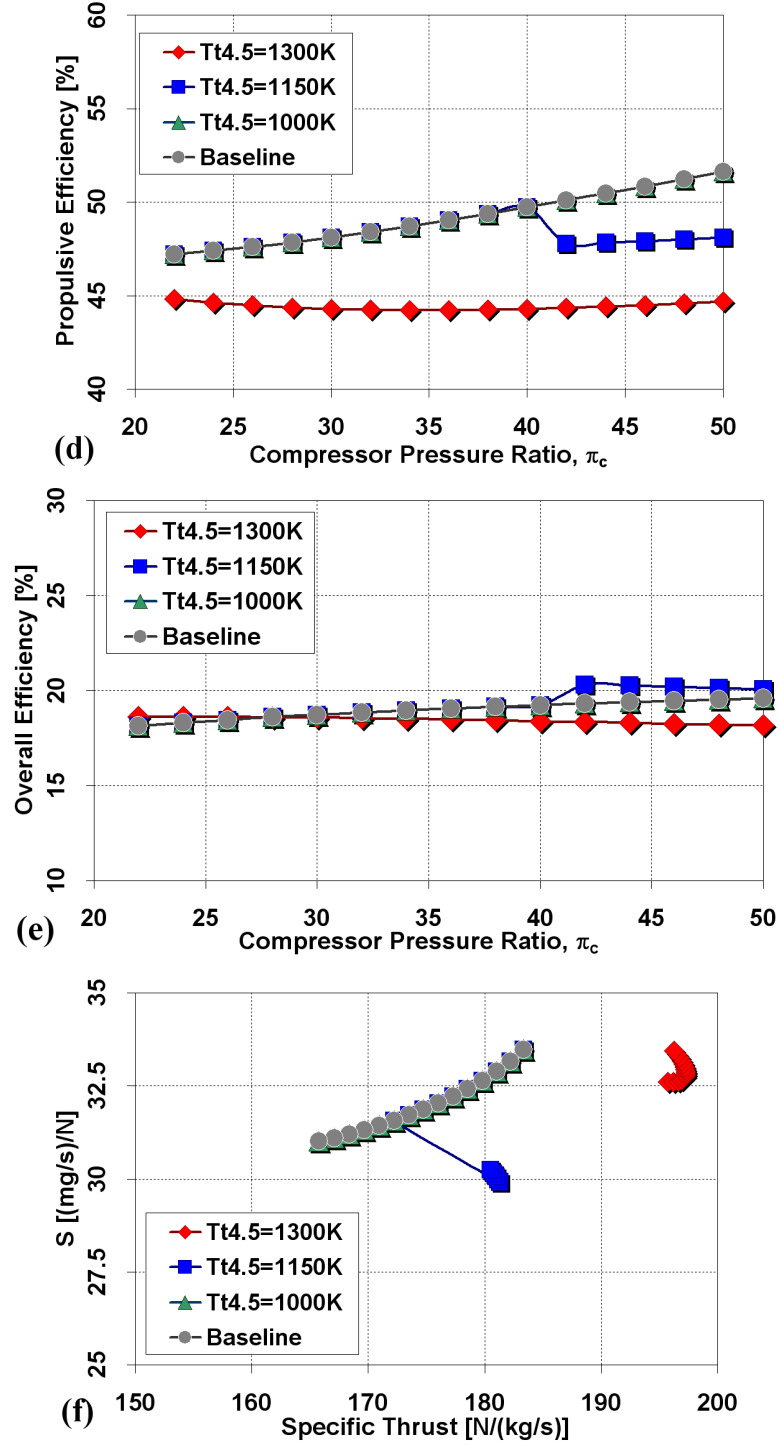 60
55
50
45
40
Propulsive Efficiency [%]
Tt4.5=1300K
Tt4.5=1150K
Tt4.5=1000K
Baseline
20 25 30 35 40 45 50
(d)
Compressor Pressure Ratio, πc
30
25
20
15
10
Overall Efficiency [%]
Tt4.5=1300K
Tt4.5=1150K
Tt4.5=1000K
Baseline
20 25 30 35 40 45 50
(e)
Compressor Pressure Ratio, πc
35
32.5
30
27.5
25
S [(mg/s)/N]
Tt4.5=1300K
Tt4.5=1150K
Tt4.5=1000K
Baseline
150 160 170 180 190 200
(f)
Specific Thrust [N/(kg/s)]